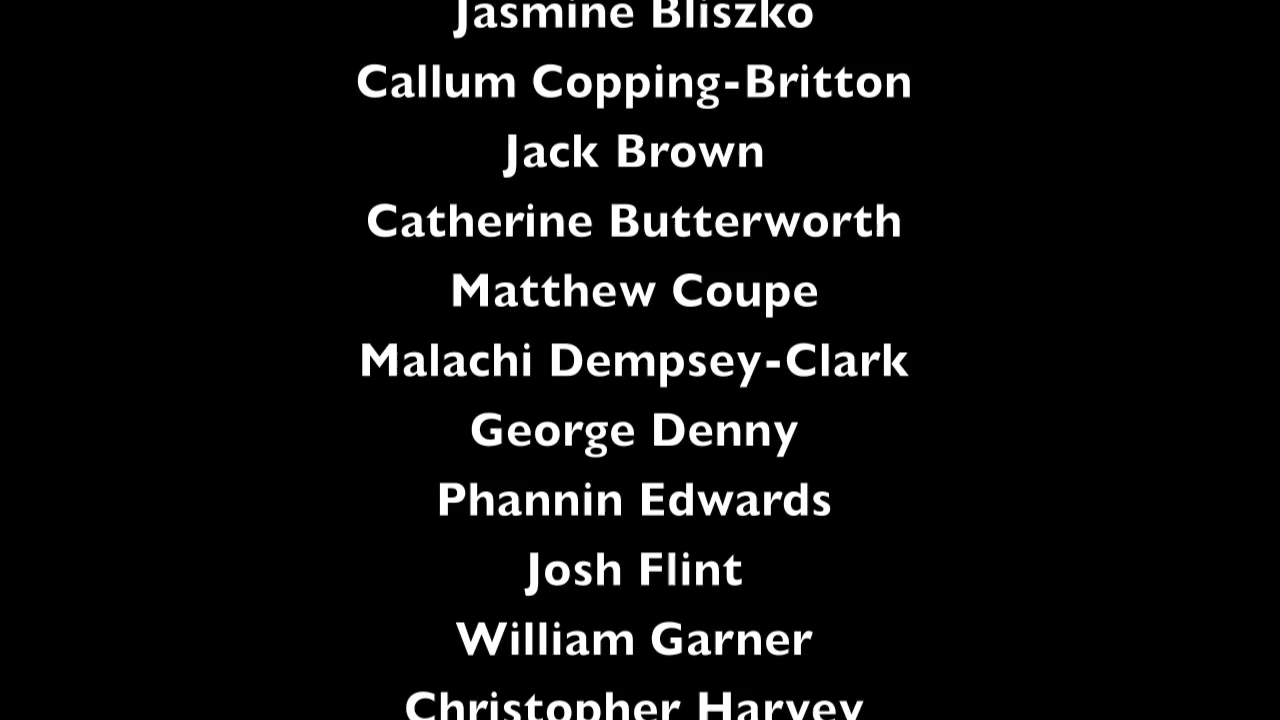 Jasmine Bliszko
Callum Copping-Britton
Jack Brown
Catherine Butterworth
Matthew Coupe
Malachi Dempsey-Clark
George Denny
Phannin Edwards
Josh Flint
William Garner
Christopher Harvey